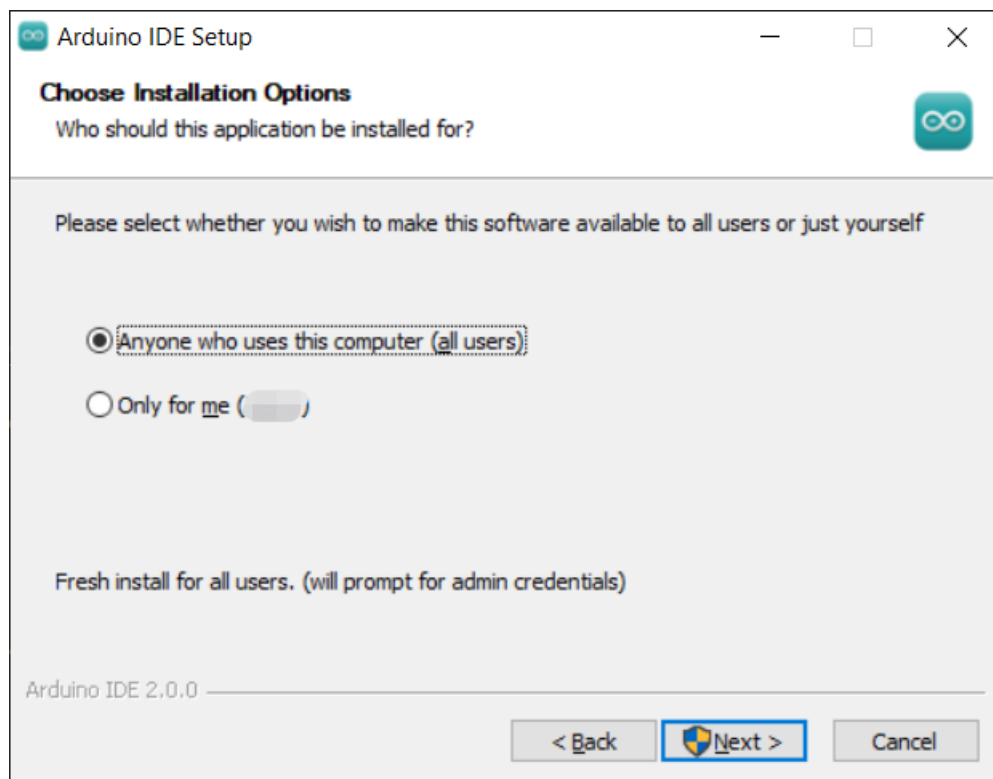 Arduino IDE Setup
Choose Installation Options
Who should this application be installed for?
Please select whether you wish to make this software available to all users or just yourself
Anyone who uses this computer (all users)
Only for me ( )
Fresh install for all users. (will prompt for admin credentials)
Arduino IDE 2.0.0
< Back
Next >
Cancel